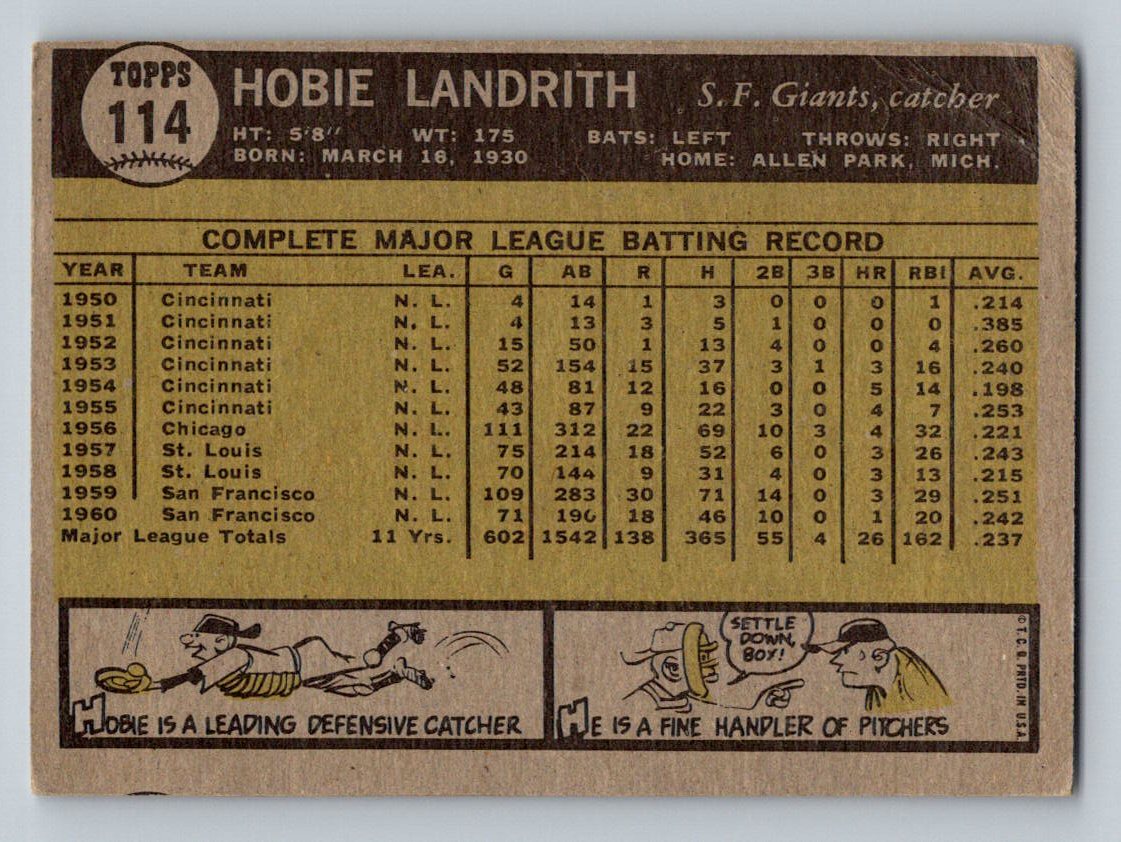 TOPPS
114
HOBIE LANDRITH S. F. Giants, catcher
HT: 5'8" WT: 175 BATS: LEFT THROWS: RIGHT
BORN: MARCH 16, 1930 HOME: ALLEN PARK, MICH.
COMPLETE MAJOR LEAGUE BATTING RECORD
YEAR TEAM LEA. G AB R H 2B 3B HR RBI AVG.
1950 Cincinnati N. L. 4 14 1 3 0 0 0 1 .214
1951 Cincinnati N. L. 4 13 3 5 1 0 0 0 .385
1952 Cincinnati N. L. 15 50 1 13 4 0 0 4 .260
1953 Cincinnati N. L. 52 154 15 37 3 1 3 16 .240
1954 Cincinnati N. L. 48 81 12 16 0 0 5 14 .198
1955 Cincinnati N. L. 43 87 9 22 3 0 4 7 .253
1956 Chicago N. L. 111 312 22 69 10 3 4 32 .221
1957 St. Louis N. L. 75 214 18 52 6 0 3 26 .243
1958 St. Louis N. L. 70 144 9 31 4 0 3 13 .215
1959 San Francisco N. L. 109 283 30 71 14 0 3 29 .251
1960 San Francisco N. L. 71 190 18 46 10 0 1 20 .242
Major League Totals 11 Yrs. 602 1542 138 365 55 4 26 162 .237
HOBIE IS A LEADING DEFENSIVE CATCHER
SETTLE
DOWN,
BOY!
HE IS A FINE HANDLER OF PITCHERS
© T. C. G. PRTD. IN U.S.A.